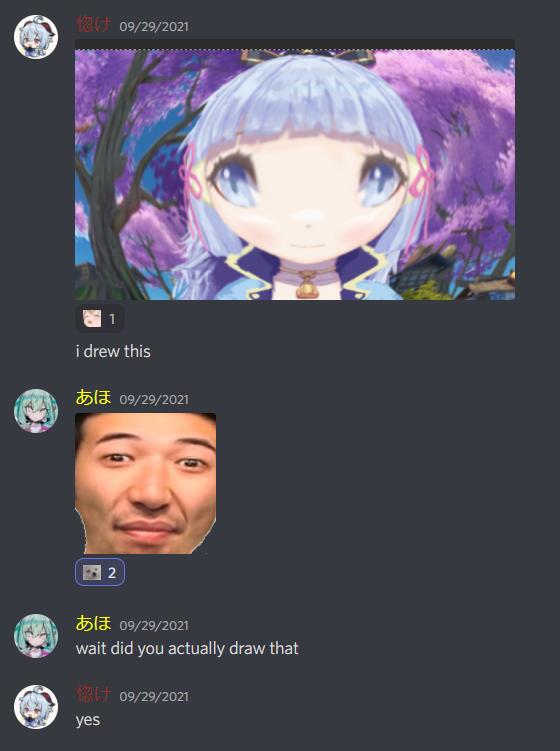 惚け 09/29/2021
1
i drew this
あほ 09/29/2021
2
あほ 09/29/2021
wait did you actually draw that
惚け 09/29/2021
yes